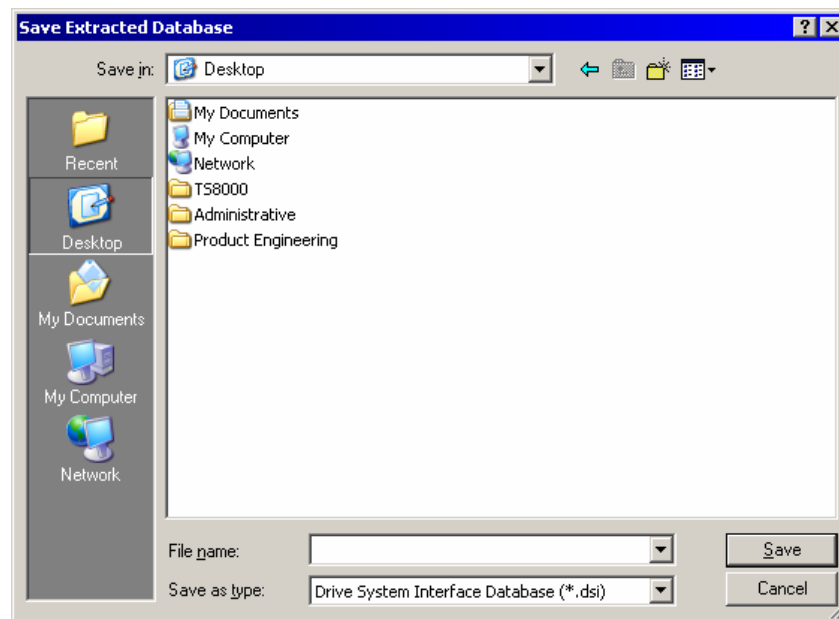 Save Extracted Database
Save in:
Desktop
My Documents
My Computer
Network
TS8000
Administrative
Product Engineering
Recent
Desktop
My Documents
My Computer
Network
File name:
Save
Save as type:
Drive System Interface Database (*.dsi)
Cancel